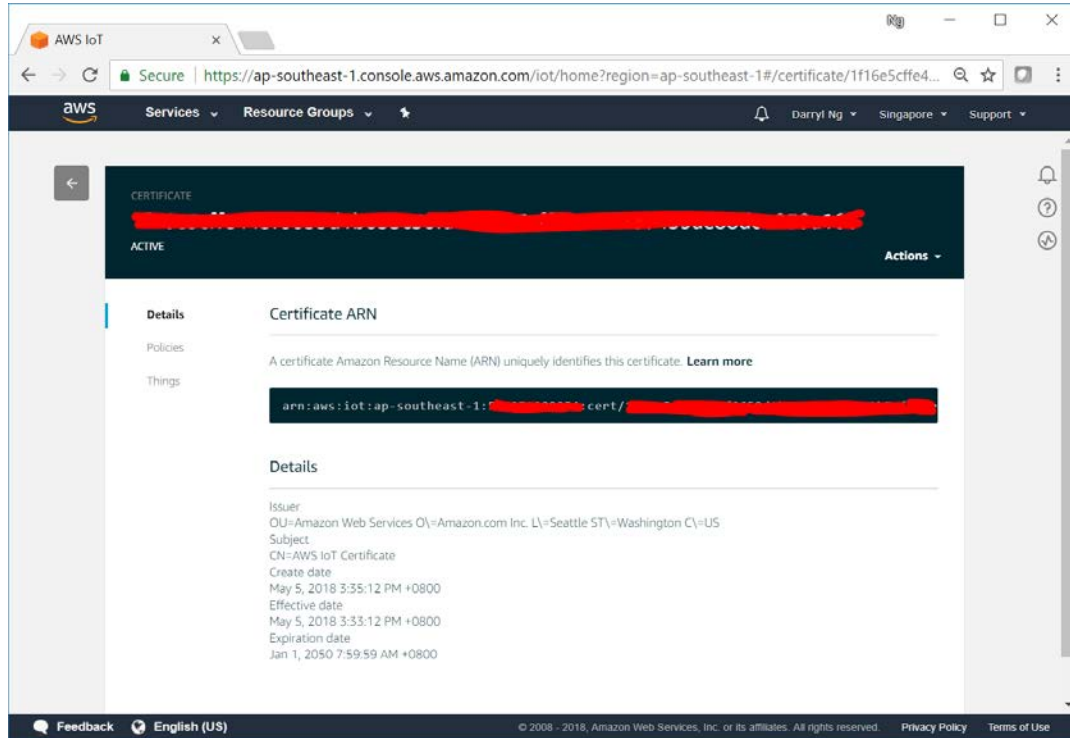 Ng
AWS IoT
Secure https://ap-southeast-1.console.aws.amazon.com/iot/home?region=ap-southeast-1#/certificate/1f16e5cffe4...
aws Services Resource Groups Darryl Ng Singapore Support
CERTIFICATE
ACTIVE
Actions
Details
Policies
Things
Certificate ARN
A certificate Amazon Resource Name (ARN) uniquely identifies this certificate. Learn more
arn:aws:iot:ap-southeast-1: :cert/
Details
Issuer
OU=Amazon Web Services O\=Amazon.com Inc. L\=Seattle ST\=Washington C\=US
Subject
CN=AWS IoT Certificate
Create date
May 5, 2018 3:35:12 PM +0800
Effective date
May 5, 2018 3:33:12 PM +0800
Expiration date
Jan 1, 2050 7:59:59 AM +0800
Feedback English (US) © 2008 - 2018, Amazon Web Services, Inc. or its affiliates. All rights reserved. Privacy Policy Terms of Use